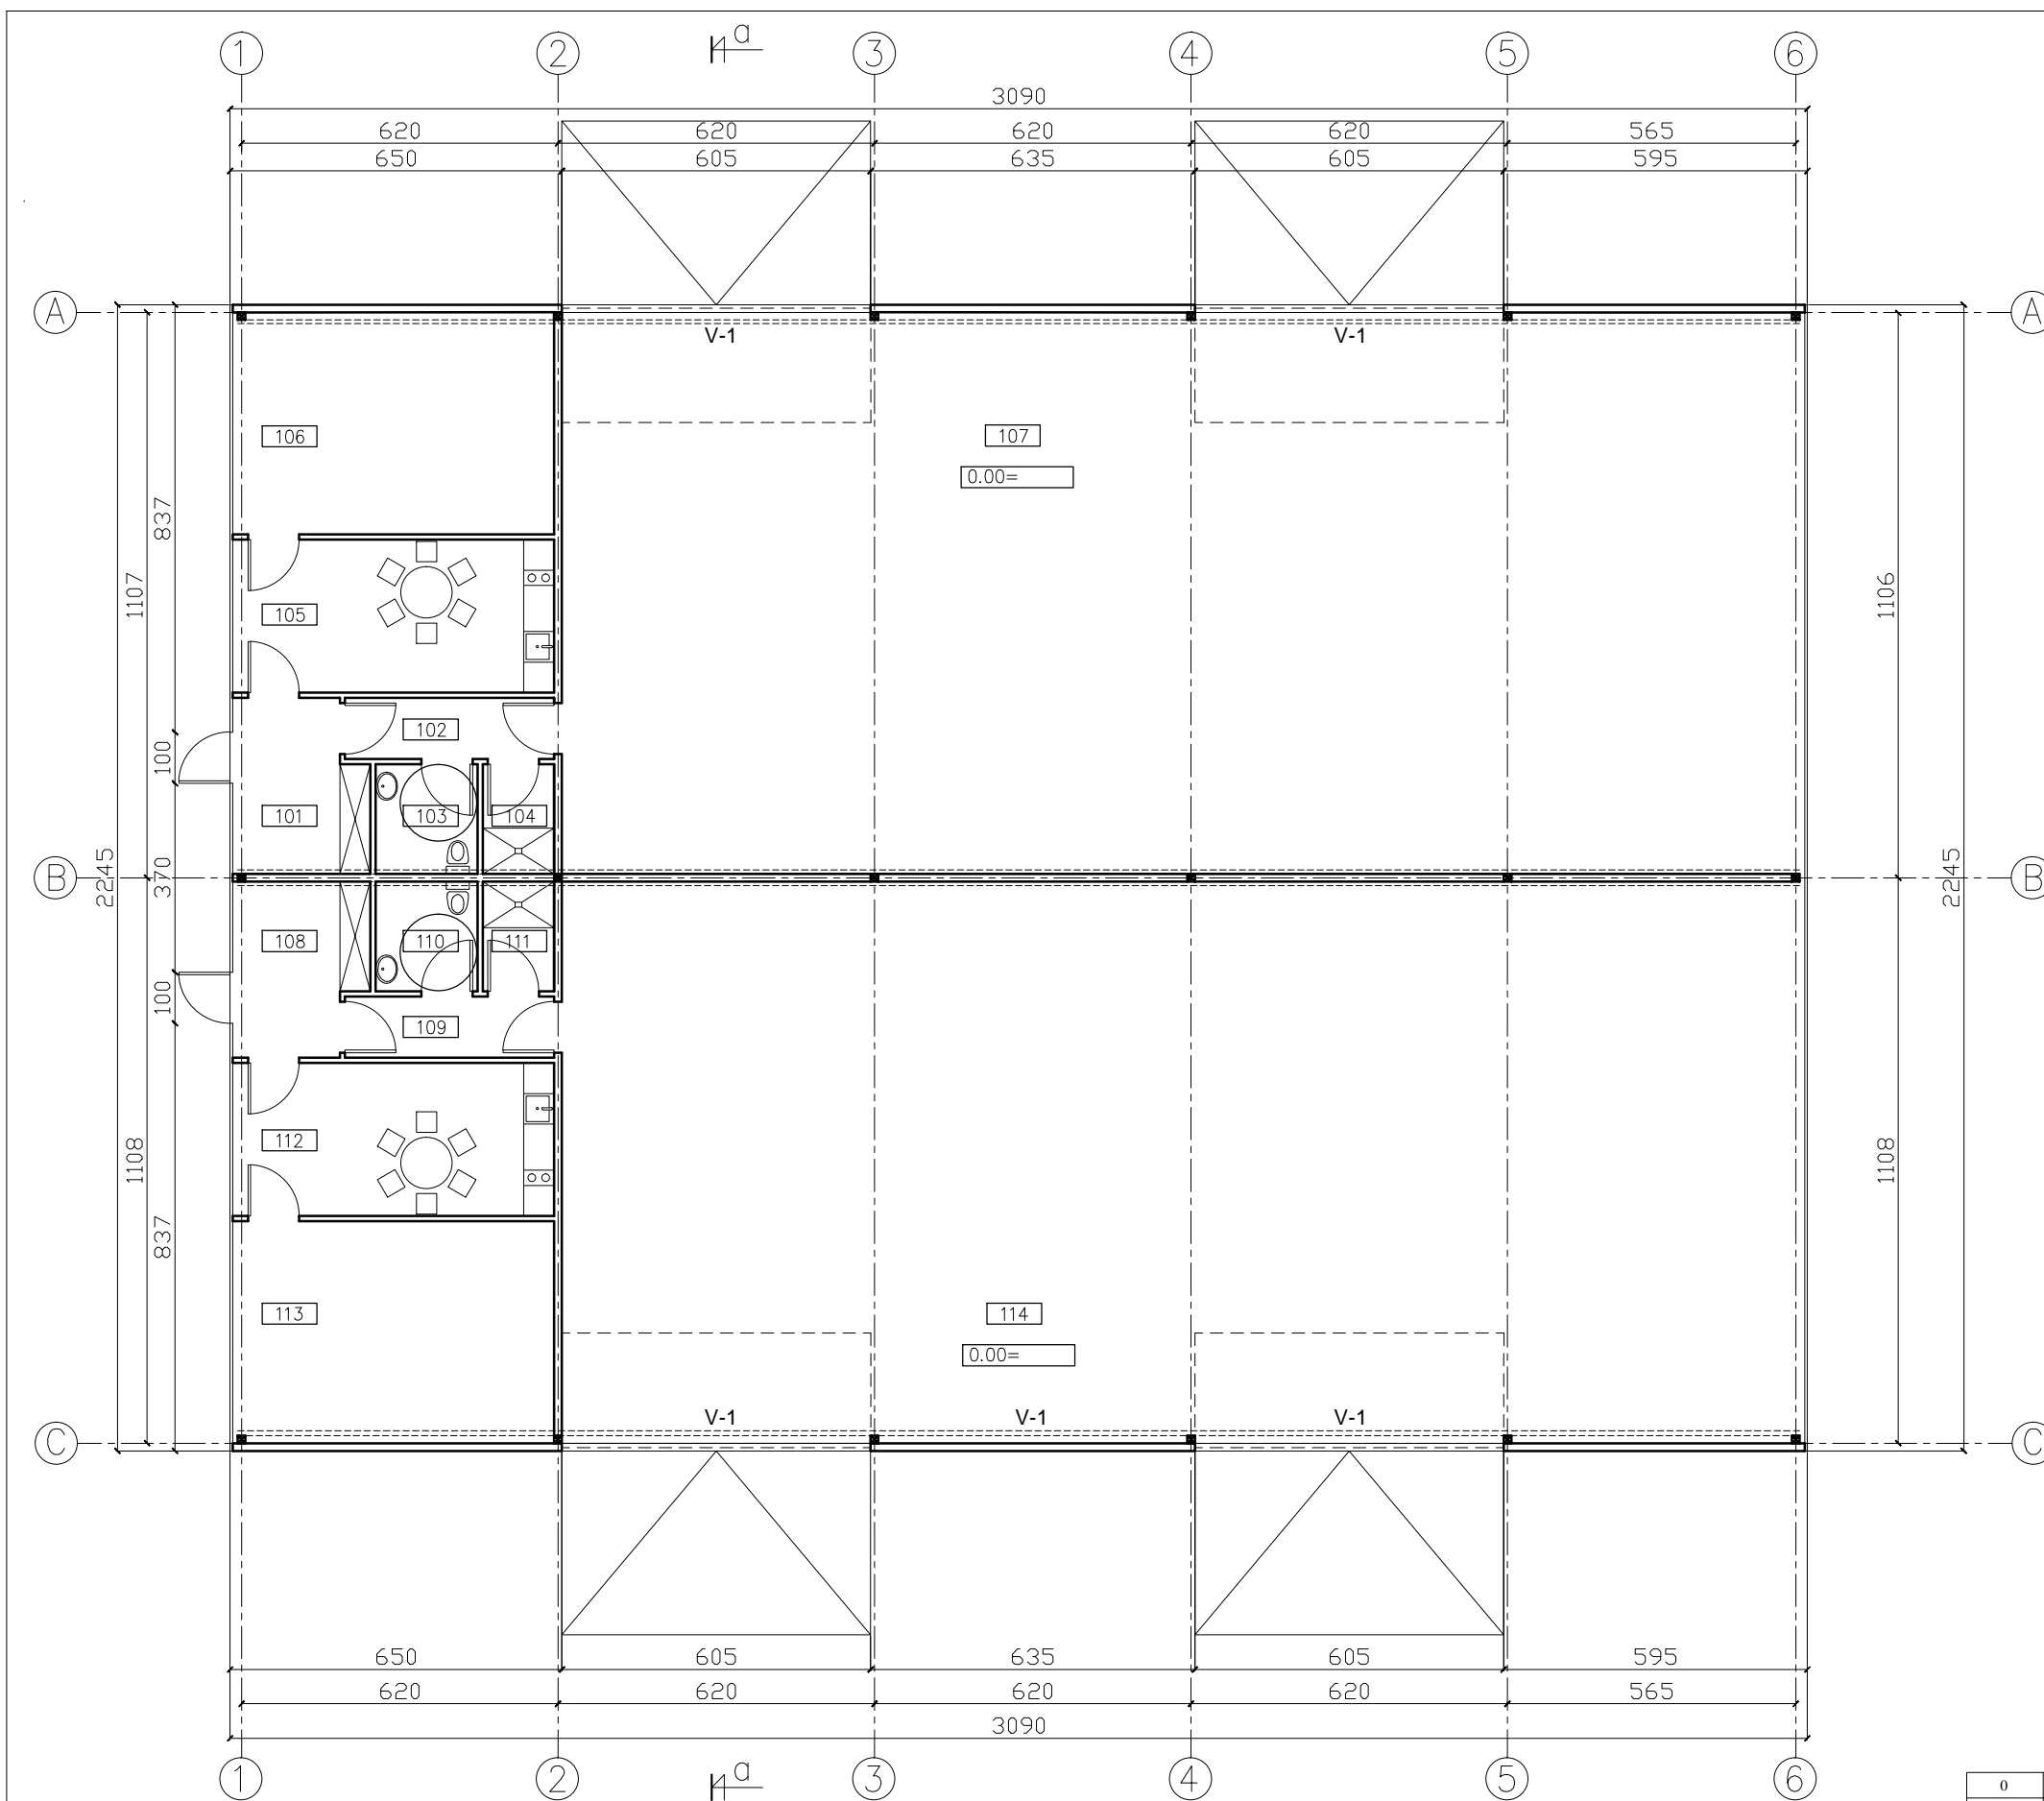 1 2 a 3 4 5 6
3090
620 620 620 620 565
650 605 635 605 595
A A
V-1 V-1
106 107
0.00=
837
1107 1106
105
102
100
101 103 104
B 2245 370 2245 B
108 110 111
100
109
112
1108 1108
837
113 114
0.00=
V-1 V-1 V-1
C C
650 605 635 605 595
620 620 620 620 565
3090
1 2 a 3 4 5 6
0